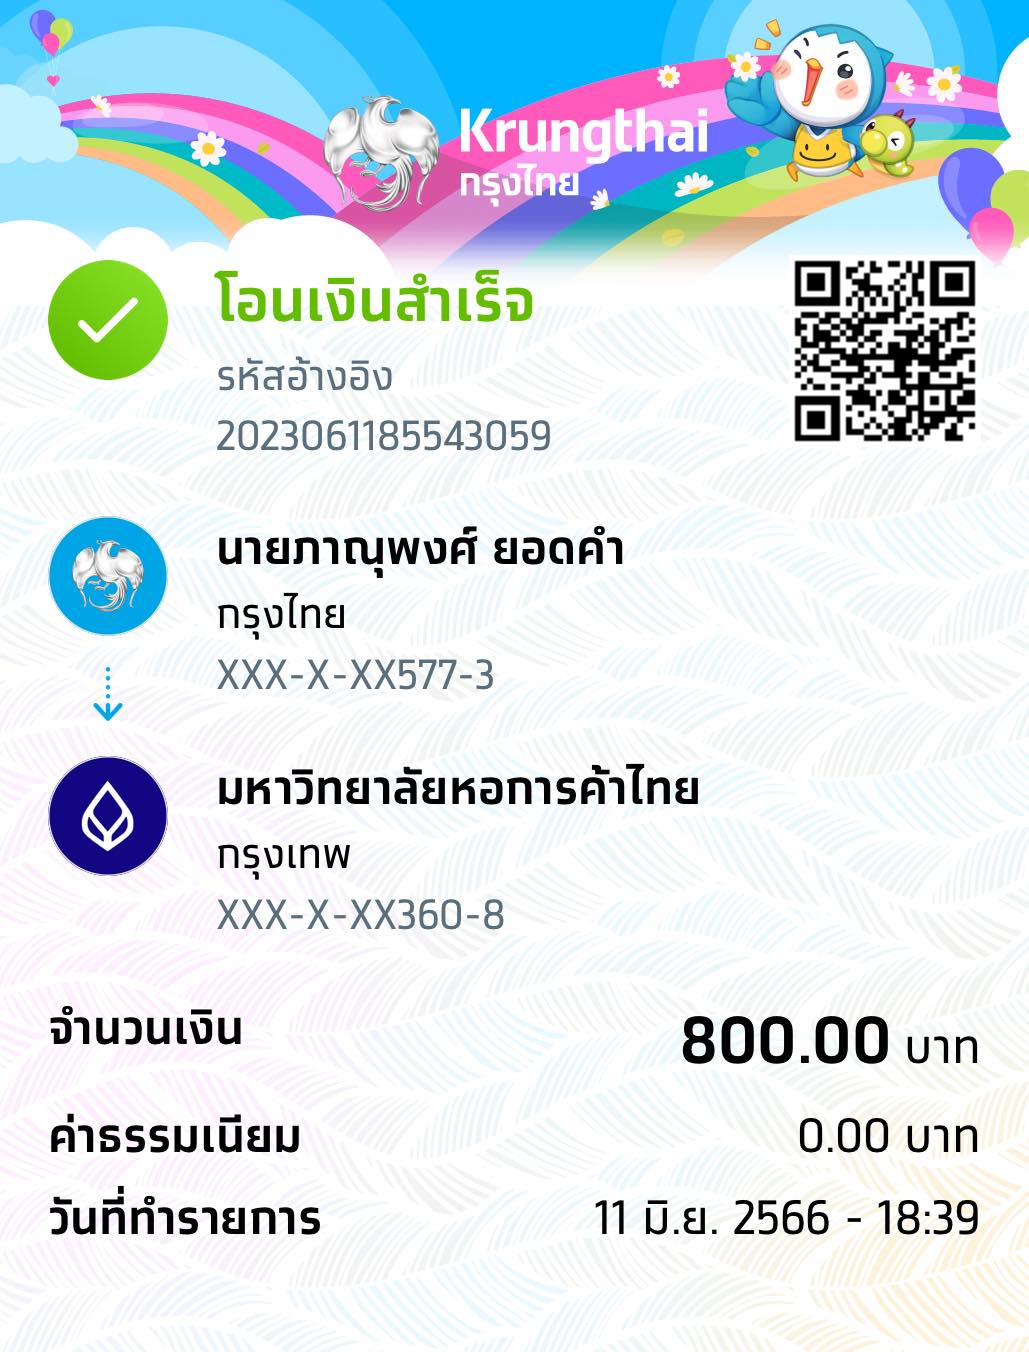 Krungthai
กรุงไทย
โอนเงินสำเร็จ
รหัสอ้างอิง
2023061185543059
นายภาณุพงศ์ ยอดคำ
กรุงไทย
XXX-X-XX577-3
มหาวิทยาลัยหอการค้าไทย
กรุงเทพ
XXX-X-XX360-8
จำนวนเงิน 800.00 บาท
ค่าธรรมเนียม 0.00 บาท
วันที่ทำรายการ 11 มิ.ย. 2566 - 18:39